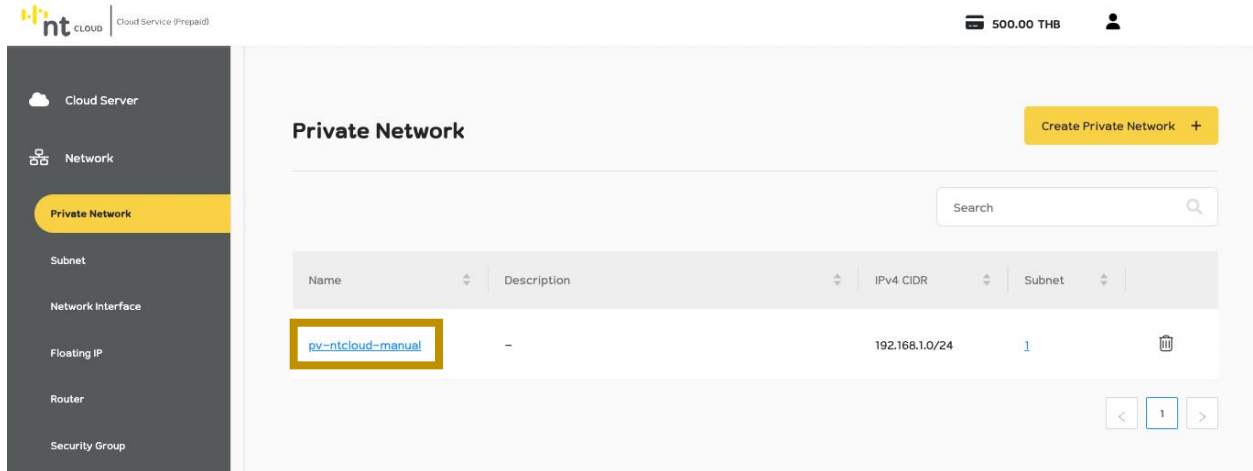 nt CLOUD Cloud Service (Prepaid)
500.00 THB
Cloud Server
Network
Private Network
Subnet
Network Interface
Floating IP
Router
Security Group
Private Network
Create Private Network +
Search
Name Description IPv4 CIDR Subnet
pv-ntcloud-manual - 192.168.1.0/24 1
< 1 >